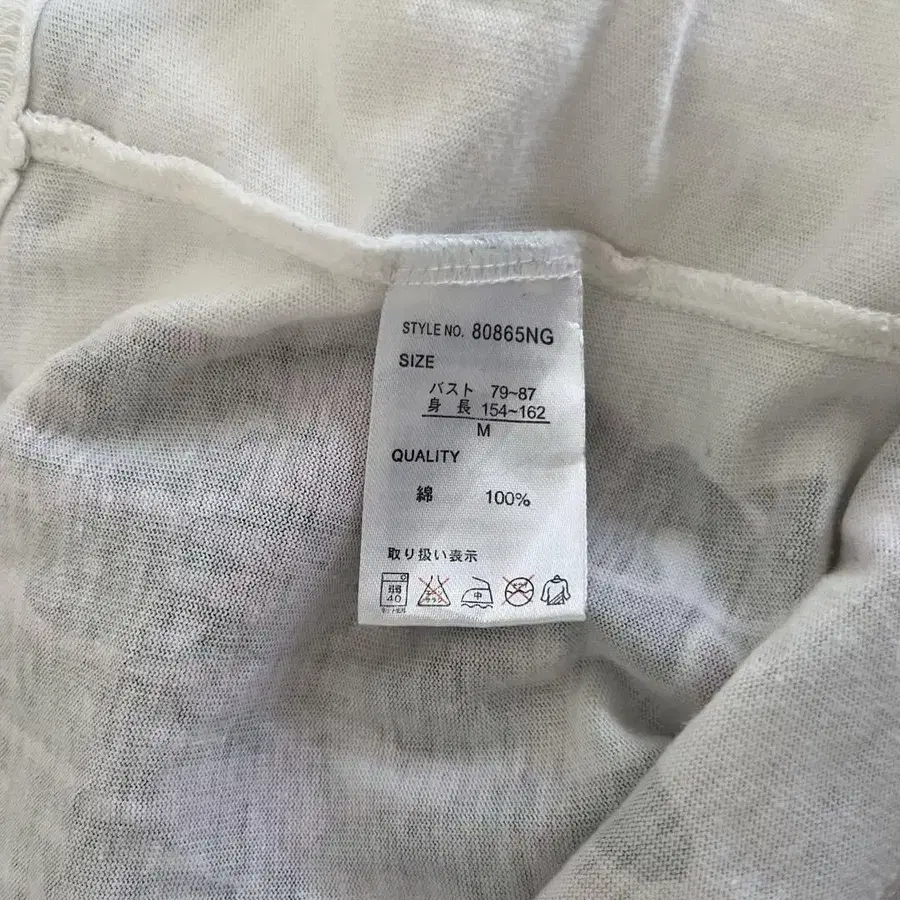 STYLE NO. 80865NG
SIZE
バスト 79~87
身長 154~162
M
QUALITY
綿 100%
取り扱い表示
40
中